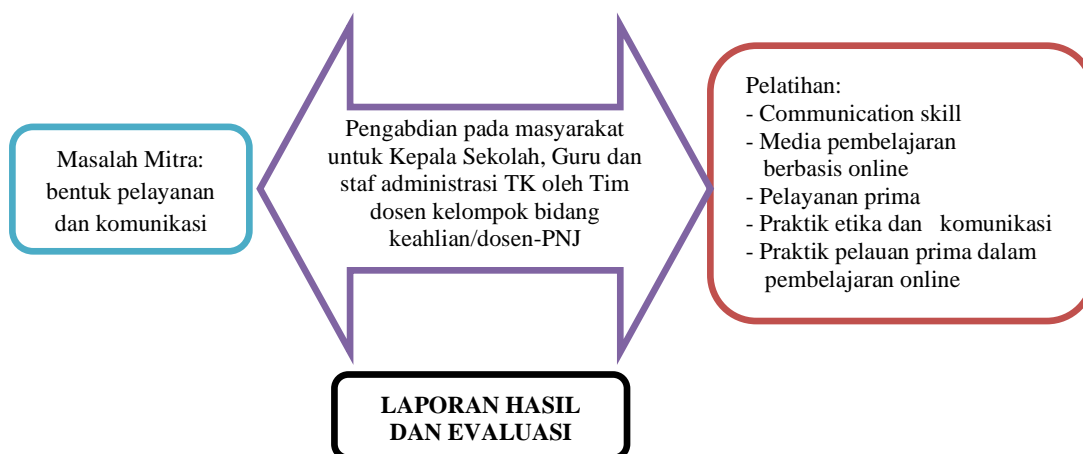 Masalah Mitra:
bentuk pelayanan
dan komunikasi
Pengabdian pada masyarakat
untuk Kepala Sekolah, Guru dan
staf administrasi TK oleh Tim
dosen kelompok bidang
keahlian/dosen-PNJ
Pelatihan:
- Communication skill
- Media pembelajaran
berbasis online
- Pelayanan prima
- Praktik etika dan komunikasi
- Praktik pelauan prima dalam
pembelajaran online
LAPORAN HASIL
DAN EVALUASI